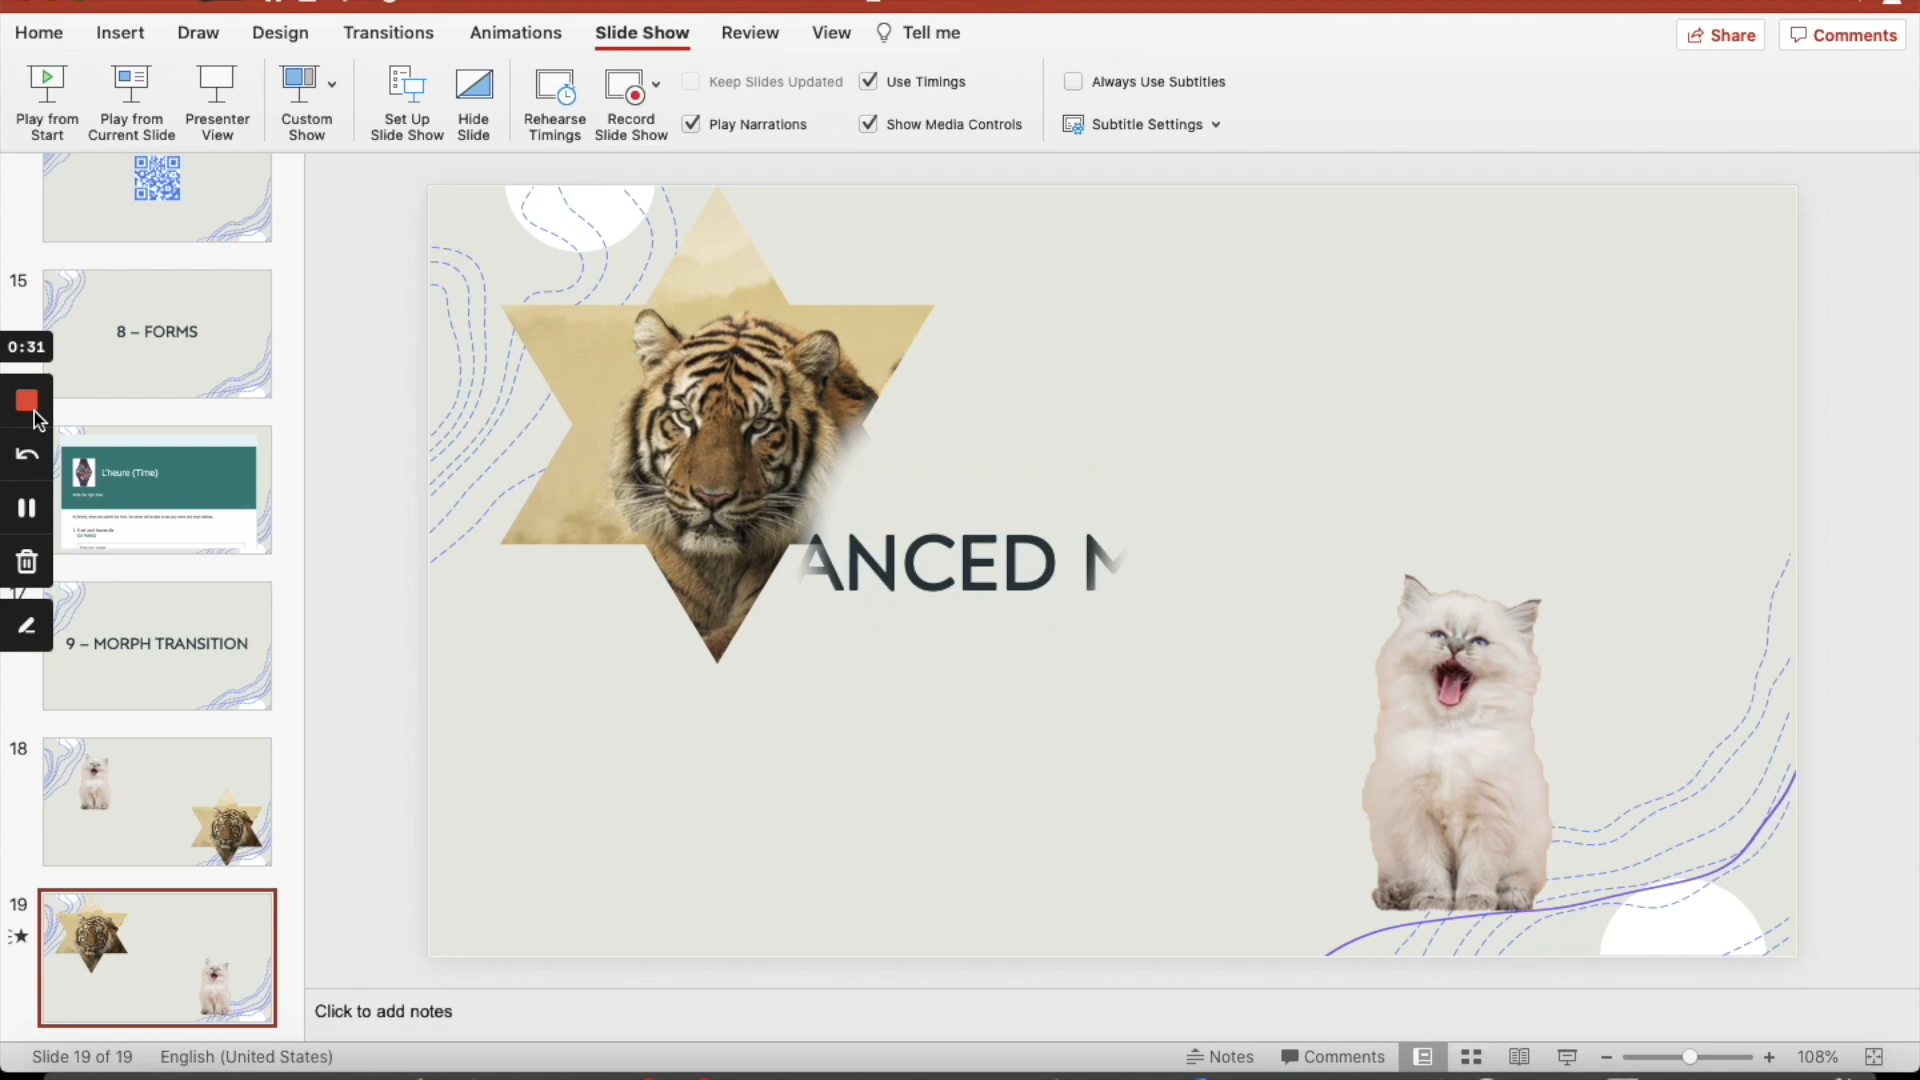 Home Insert Draw Design Transitions Animations Slide Show Review View Tell me Share Comments
Play from Start
Play from Current Slide
Presenter View
Custom Show
Set Up Slide Show
Hide Slide
Rehearse Timings
Record Slide Show
Keep Slides Updated
Use Timings
Play Narrations
Show Media Controls
Always Use Subtitles
Subtitle Settings
15
8 – FORMS
0:31
L'heure (Time)
17
9 – MORPH TRANSITION
18
19
ANCED M
Click to add notes
Slide 19 of 19 English (United States) Notes Comments 108%